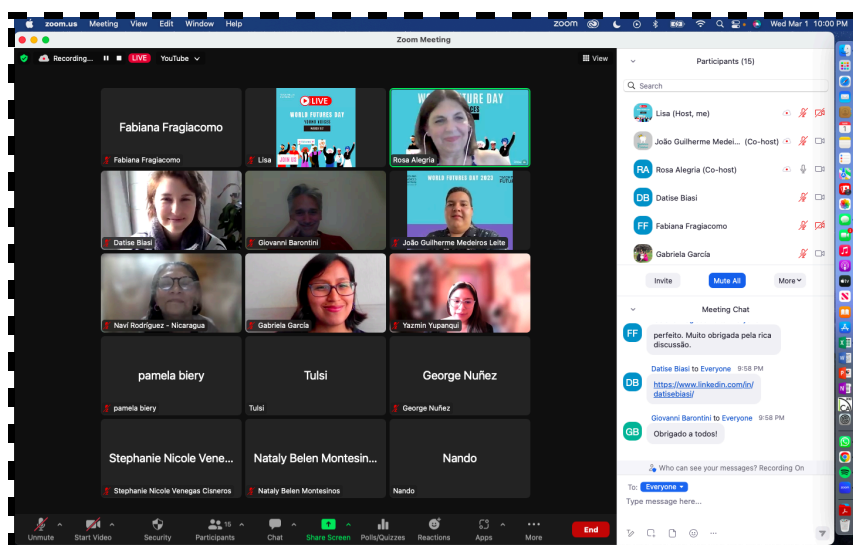 zoom.us Meeting View Edit Window Help
zoom
Wed Mar 1 10:00 PM
Zoom Meeting
Recording... LIVE YouTube
View
Fabiana Fragiacomo
Fabiana Fragiacomo
LIVE
WORLD FUTURES DAY
YOUNG VOICES
JOIN US
Lisa
Rosa Alegria
Datise Biasi
Giovanni Barontini
WORLD FUTURES DAY 2023
João Guilherme Medeiros Leite
Naví Rodríguez - Nicaragua
Gabriela García
Yazmin Yupanqui
pamela biery
pamela biery
Tulsi
Tulsi
George Nuñez
George Nuñez
Stephanie Nicole Vene...
Stephanie Nicole Venegas Cisneros
Nataly Belen Montesin...
Nataly Belen Montesinos
Nando
Nando
Unmute
Start Video
Security
15
Participants
Chat
Share Screen
Polls/Quizzes
Reactions
Apps
More
End
Participants (15)
Search
Lisa (Host, me)
João Guilherme Medei... (Co-host)
RA Rosa Alegria (Co-host)
DB Datise Biasi
FF Fabiana Fragiacomo
Gabriela García
Invite
Mute All
More
Meeting Chat
FF
perfeito. Muito obrigada pela rica
discussão.
Datise Biasi to Everyone 9:58 PM
DB
https://www.linkedin.com/in/
datisebiasi/
Giovanni Barontini to Everyone 9:58 PM
GB
Obrigado a todos!
Who can see your messages? Recording On
To: Everyone
Type message here...